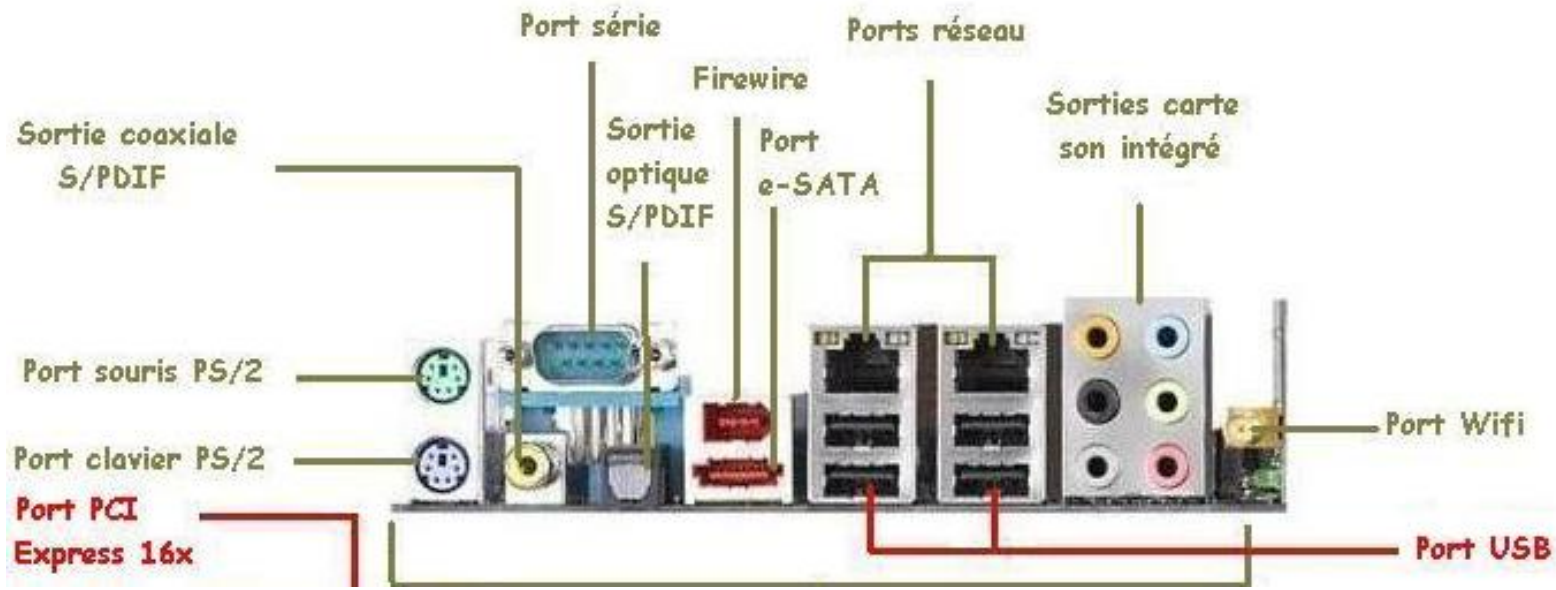 Port série
Ports réseau
Firewire
Sorties carte
son intégré
Sortie coaxiale
S/PDIF
Sortie
optique
S/PDIF
Port
e-SATA
Port souris PS/2
Port Wifi
Port clavier PS/2
Port PCI
Express 16x
Port USB